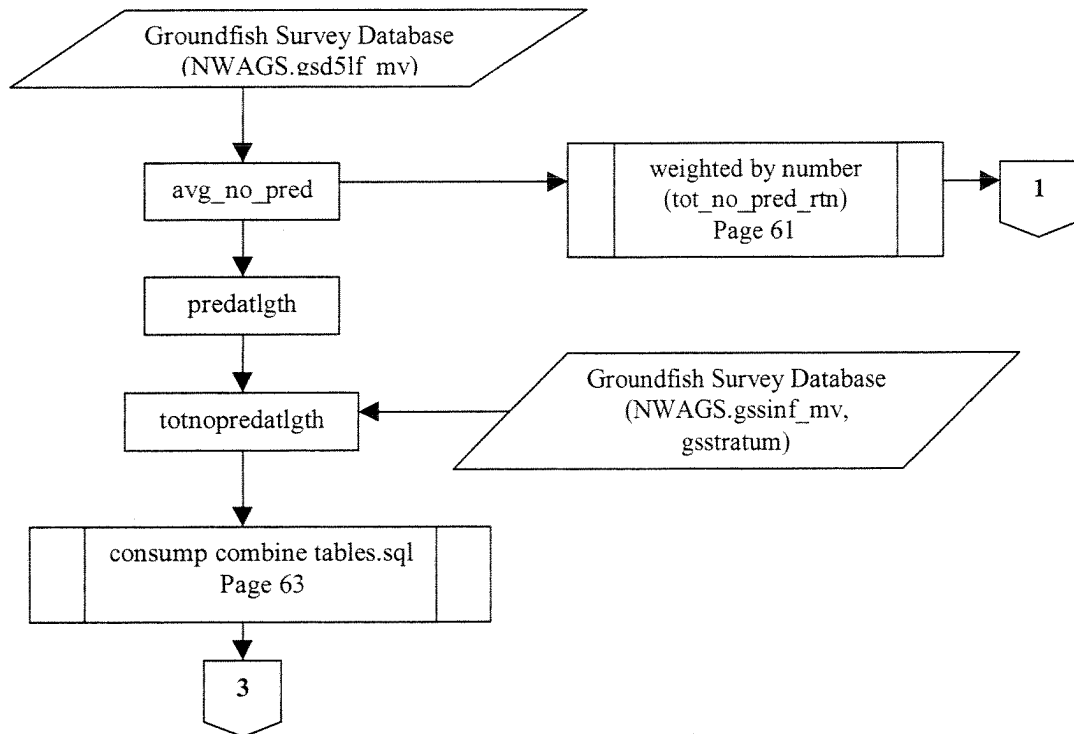 Groundfish Survey Database
(NWAGS.gsd5lf_mv)
avg_no_pred
weighted by number
(tot_no_pred_rtn)
Page 61
1
predatlgth
Groundfish Survey Database
(NWAGS.gssinf_mv,
gsstratum)
totnopredatlgth
consump combine tables.sql
Page 63
3